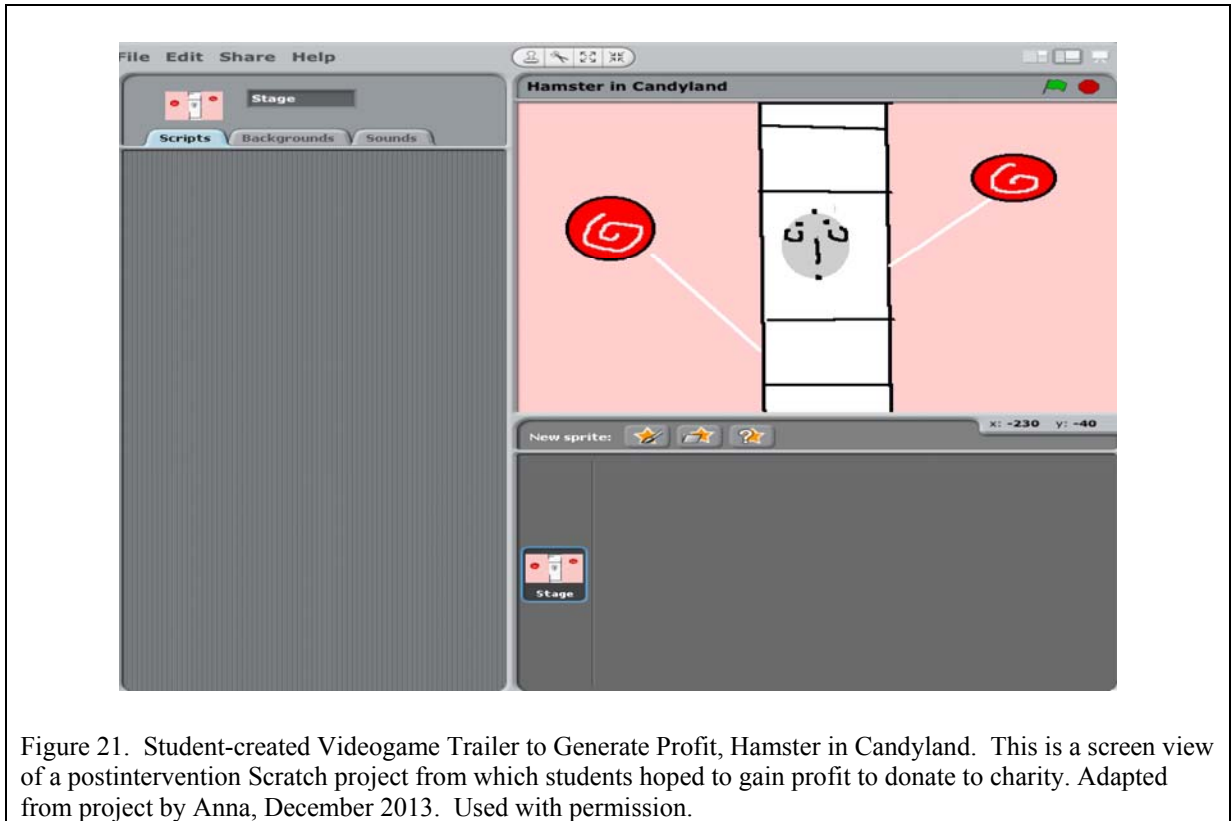 File Edit Share Help
Stage
Scripts Backgrounds Sounds
Hamster in Candyland
x: -230 y: -40
New sprite:
Stage
Figure 21. Student-created Videogame Trailer to Generate Profit, Hamster in Candyland. This is a screen view
of a postintervention Scratch project from which students hoped to gain profit to donate to charity. Adapted
from project by Anna, December 2013. Used with permission.